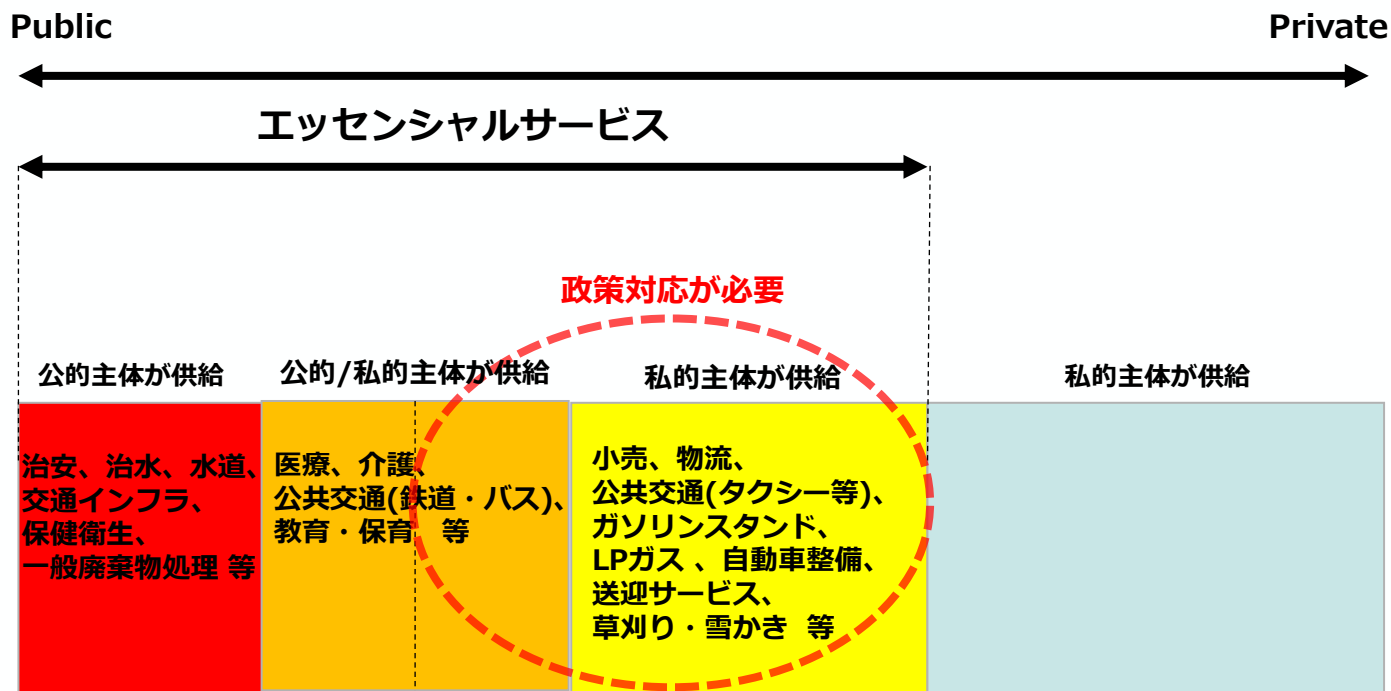 Public
Private
エッセンシャルサービス
政策対応が必要
公的主体が供給
公的/私的主体が供給
私的主体が供給
私的主体が供給
治安、治水、水道、
交通インフラ、
保健衛生、
一般廃棄物処理 等
医療、介護、
公共交通(鉄道・バス)、
教育・保育 等
小売、物流、
公共交通(タクシー等)、
ガソリンスタンド、
LPガス 、自動車整備、
送迎サービス、
草刈り・雪かき 等